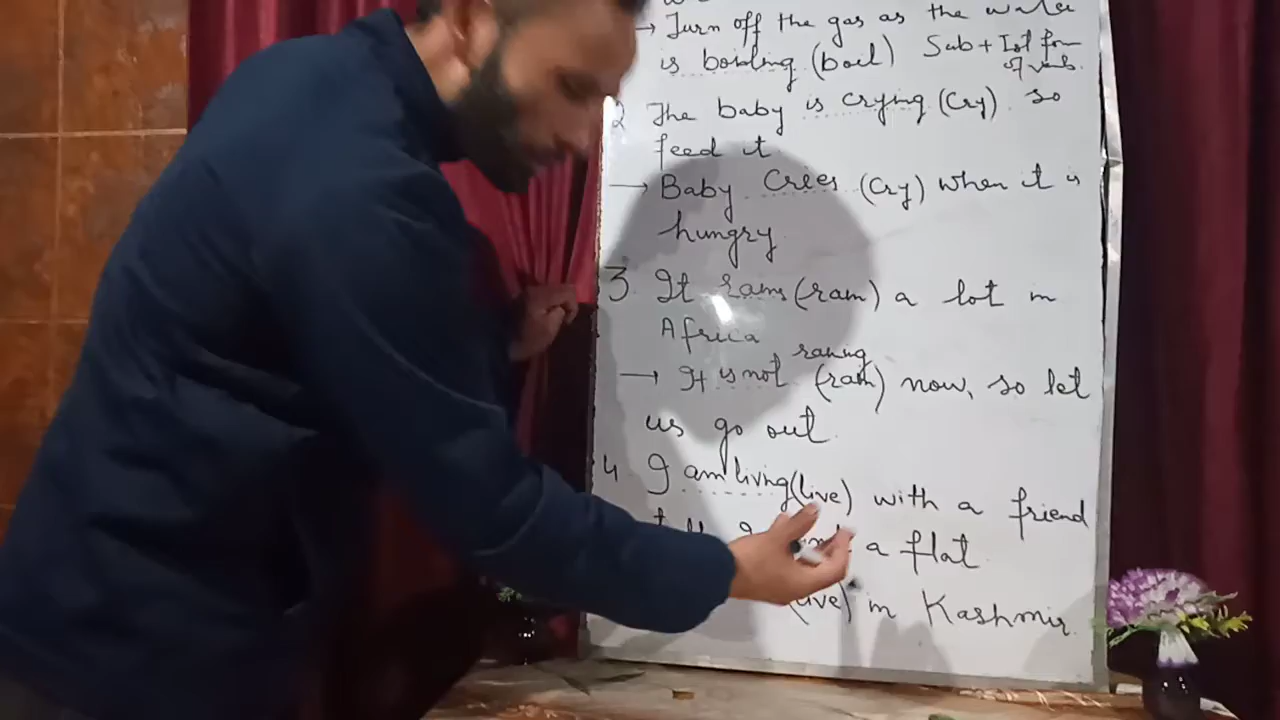 → Turn off the gas as the water
is boiling (boil) Sub + Ist form
of verb.
2 The baby is crying (Cry) so
feed it
→ Baby Cries (Cry) when it is
hungry
3. It rains (rain) a lot in
Africa
raining
→ It is not (rain) now, so let
us go out.
4 I am living (live) with a friend
a flat
(live) in Kashmir.